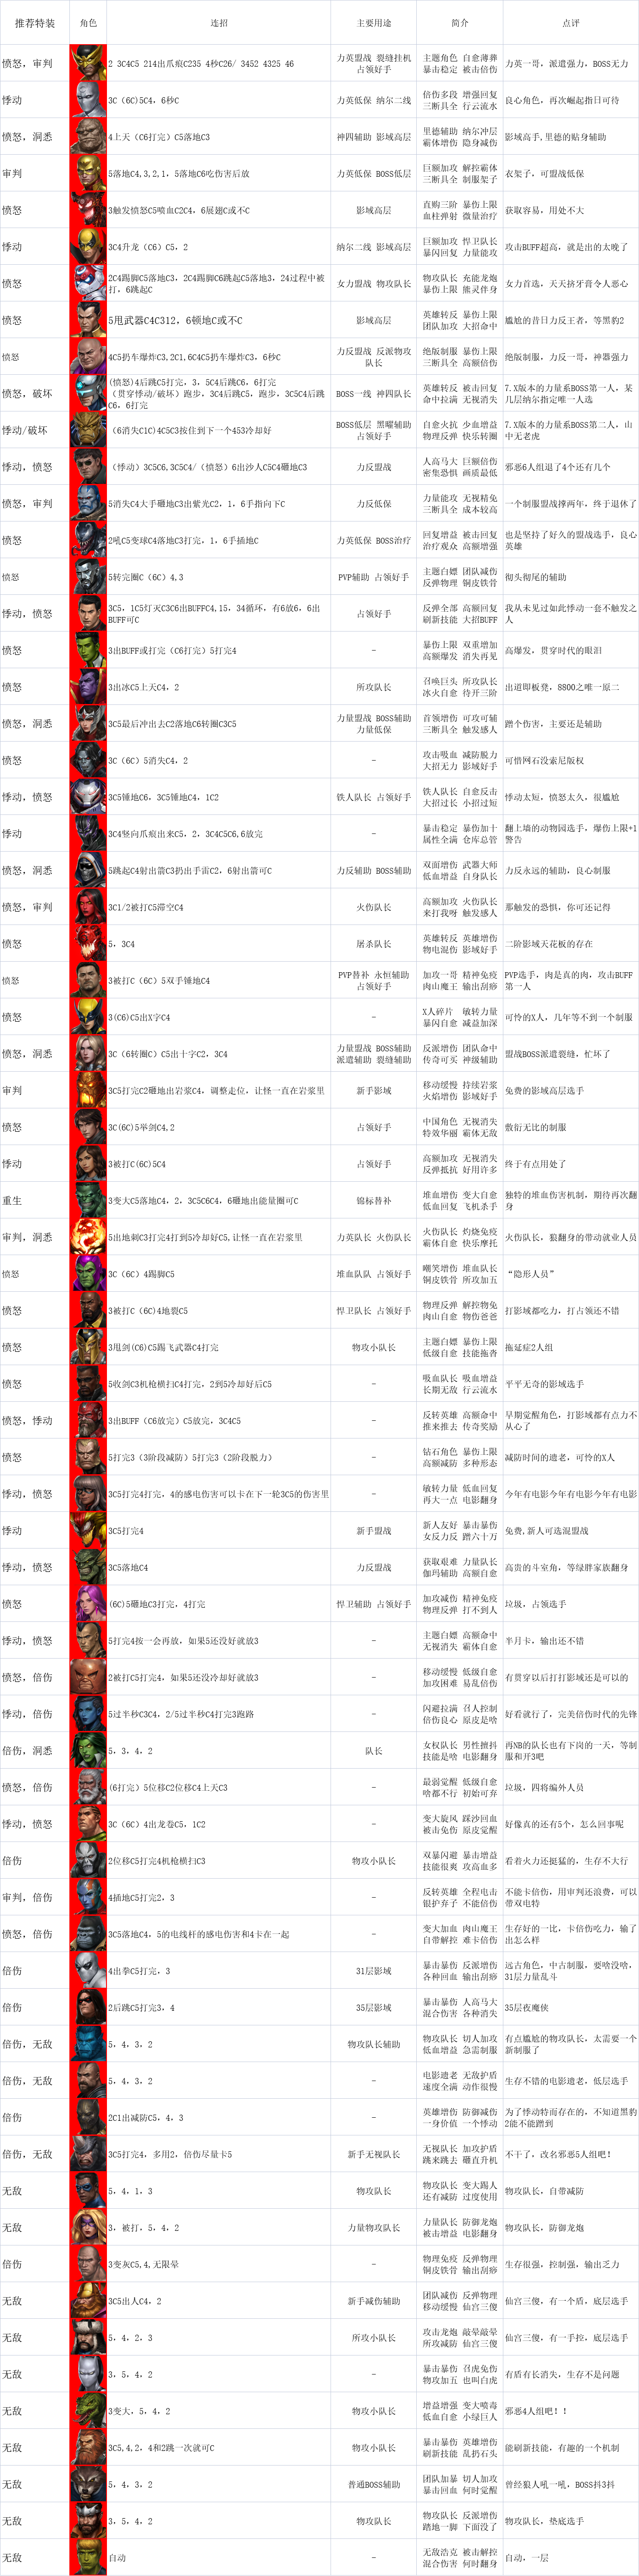 推荐特装 角色 连招 主要用途 简介 点评
愤怒，审判 2 3C4C5 214出爪痕C235 4秒C26/ 3452 4325 46 力英盟战 裂缝挂机 占领好手 主题角色 自愈薄葬 暴击稳定 被击倍伤 力英一哥，派遣强力，BOSS无力
悸动 3C（6C)5C4，6秒C 力英低保 纳尔二线 倍伤多段 增强回复 三断具全 行云流水 良心角色，再次崛起指日可待
愤怒，洞悉 4上天（C6打完）C5落地C3 神四辅助 影域高层 里德辅助 纳尔冲层 霸体增伤 隐身减伤 影域高手,里德的贴身辅助
审判 5落地C4,3,2,1，5落地C6吃伤害后放 力英低保 BOSS低层 巨额加攻 解控霸体 三断具全 制服架子 衣架子，可盟战低保
愤怒 3触发愤怒C5喷血C2C4，6展翅C或不C 影域高层 直购三阶 暴伤上限 血柱弹射 微量治疗 获取容易，用处不大
悸动 3C4升龙（C6）C5，2 纳尔二线 影域高层 巨额加攻 悍卫队长 暴闪回复 力量能攻 攻击BUFF超高，就是出的太晚了
愤怒 2C4踢脚C5落地C3，2C4踢脚C6跳起C5落地3，24过程中被打，6跳起C 女力盟战 物攻队长 物攻队长 充能龙炮 暴伤上限 熊灵伴身 女力首选，天天挤牙膏令人恶心
愤怒 5甩武器C4C312，6顿地C或不C 影域高层 英雄转反 暴伤上限 团队加攻 大招命中 尴尬的昔日力反王者，等黑豹2
愤怒 4C5扔车爆炸C3,2C1,6C4C5扔车爆炸C3，6秒C 力反盟战 反派物攻队长 绝版制服 暴伤上限 三断具全 高额倍伤 绝版制服，力反一哥，神器强力
愤怒，破坏 (愤怒)4后跳C5打完，3，5C4后跳C6，6打完 （贯穿悸动/破坏）跑步，3C4后跳C5，跑步，3C5C4后跳C6，6打完 BOSS一线 神四队长 英雄转反 被击回复 命中拉满 无视消失 7.X版本的力量系BOSS第一人，某几层纳尔指定唯一人选
悸动/破坏 （6消失C1C)4C5C3按住到下一个453冷却好 BOSS低层 黑曜辅助 占领好手 自愈火抗 少血增益 物理反弹 快乐转圈 7.X版本的力量系BOSS第二人，山中无老虎
悸动，愤怒 （悸动）3C5C6,3C5C4/（愤怒）6出沙人C5C4砸地C3 力反盟战 人高马大 巨额倍伤 密集恐惧 画质最低 邪恶6人组退了4个还有几个
愤怒，审判 5消失C4大手砸地C3出紫光C2，1，6手指向下C 力反低保 力量能攻 无视精免 三断具全 成本较高 一个制服盟战撑两年，终于退休了
愤怒 2吼C5变球C4落地C3打完，1，6手插地C 力英低保 BOSS治疗 回复增益 被击回复 治疗观众 高额增强 也是坚持了好久的盟战选手，良心英雄
愤怒 5转完圈C（6C）4,3 PVP辅助 占领好手 主题白嫖 团队减伤 反弹物理 铜皮铁骨 彻头彻尾的辅助
悸动，愤怒 3C5，1C5灯灭C3C6出BUFFC4,15，34循环，有6放6，6出BUFF可C 占领好手 反弹全部 高额回复 刷新技能 大招BUFF 我从未见过如此悸动一套不触发之人
愤怒 3出BUFF或打完（C6打完）5打完4 - 暴伤上限 双重增加 高额爆发 消失再见 高爆发，贯穿时代的眼泪
愤怒 3出冰C5上天C4，2 所攻队长 召唤巨头 所攻队长 冰火自愈 待开三阶 出道即板凳，8800之唯一原二
愤怒，洞悉 3C5最后冲出去C2落地C6转圈C3C5 力量盟战 BOSS辅助 力量低保 首领增伤 可攻可辅 三断具全 触发感人 蹭个伤害，主要还是辅助
愤怒 3C（6C）5消失C4，2 - 攻击吸血 减防脱力 大招无力 影域好手 可惜网石没索尼版权
悸动，愤怒 3C5锤地C6，3C5锤地C4，1C2 铁人队长 占领好手 铁人队长 自愈反击 大招过长 小招过短 悸动太短，愤怒太久，很尴尬
悸动 3C4竖向爪痕出来C5，2，3C4C5C6,6放完 - 暴击稳定 暴伤加十 属性全满 仓库总管 翻上墙的动物园选手，爆伤上限+1警告
愤怒，洞悉 5跳起C4射出箭C3扔出手雷C2，6射出箭可C 力反辅助 BOSS辅助 双面增伤 武器大师 低血增益 自身队长 力反永远的辅助，良心制服
愤怒，审判 3C1/2被打C5滞空C4 火伤队长 高额加攻 火伤队长 来打我呀 触发感人 那触发的恐惧，你可还记得
愤怒 5，3C4 屠杀队长 英雄转反 英雄增伤 物电混伤 影域好手 二阶影域天花板的存在
愤怒 3被打C（6C）5双手锤地C4 PVP替补 永恒辅助 占领好手 加攻一哥 精神免疫 肉山魔王 输出刮痧 PVP选手，肉是真的肉，攻击BUFF第一人
愤怒 3(C6)C5出X字C4 - X人碎片 敏转力量 暴闪自愈 减益加深 可怜的X人，几年等不到一个制服
愤怒，洞悉 3C（6转圈C）C5出十字C2，3C4 力量盟战 BOSS辅助 派遣辅助 裂缝辅助 反派增伤 团队命中 传奇可买 神级辅助 盟战BOSS派遣裂缝，忙坏了
审判 3C5打完C2砸地出岩浆C4，调整走位，让怪一直在岩浆里 新手影域 移动缓慢 持续岩浆 火焰增伤 影域好手 免费的影域高层选手
愤怒 3C(6C)5举剑C4,2 占领好手 中国角色 无视消失 特效华丽 霸体无敌 敷衍无比的制服
悸动 3被打C(6C)5C4 占领好手 高额加攻 无视消失 反弹抵抗 好用许多 终于有点用处了
重生 3变大C5落地C4，2，3C5C6C4，6砸地出能量圈可C 锦标替补 堆血增伤 变大自愈 低血回复 飞机杀手 独特的堆血伤害机制，期待再次翻身
审判，洞悉 5出地刺C3打完4打到5冷却好C5,让怪一直在岩浆里 力英队长 火伤队长 火伤队长 灼烧免疫 霸体自愈 快乐摩托 火伤队长，狼翻身的带动就业人员
愤怒 3C（6C）4踢脚C5 堆血队队 占领好手 嘲笑增伤 堆血队长 铜皮铁骨 所攻加五 “隐形人员”
愤怒 3被打C（6C)4地裂C5 悍卫队长 占领好手 物理反弹 解控物免 肉山自愈 物伤爸爸 打影域都吃力，打占领还不错
愤怒 3甩剑(C6)C5踢飞武器C4打完 物攻小队长 主题白嫖 暴伤上限 低级自愈 技能拖沓 拖延症2人组
愤怒 5收剑C3机枪横扫C4打完，2到5冷却好后C5 - 吸血队长 吸血增益 长期无敌 行云流水 平平无奇的影域选手
愤怒，悸动 3出BUFF（C6放完）C5放完，3C4C5 - 反转英雄 高额命中 推来推去 传奇奖励 早期觉醒角色，打影域都有点力不从心了
愤怒 5打完3（3阶段减防）5打完3（2阶段脱力） - 钻石角色 暴伤上限 高额减防 多种形态 减防时间的遗老，可怜的X人
悸动，愤怒 3C5打完4打完，4的感电伤害可以卡在下一轮3C5的伤害里 - 敏转力量 低血回复 再大一点 电影翻身 今年有电影今年有电影今年有电影
悸动 3C5打完4 新手盟战 新人友好 暴击暴伤 女反力反 蹭六十万 免费,新人可选混盟战
悸动，愤怒 3C5落地C4 力反盟战 获取艰难 力量队长 伽玛辅助 高额自愈 高贵的斗室角，等绿胖家族翻身
愤怒 (6C)5砸地C3打完，4打完 悍卫辅助 占领好手 加攻减伤 精神免疫 物理反弹 打不到人 垃圾，占领选手
悸动，愤怒 5打完4按一会再放，如果5还没好就放3 - 主题白嫖 高额命中 无视消失 霸体自愈 半月卡，输出还不错
愤怒，倍伤 2被打C5打完4，如果5还没冷却好就放3 - 移动缓慢 低级自愈 加攻困难 易乱倍伤 有贯穿以后打打影域还是可以的
悸动，倍伤 5过半秒C3C4，2/5过半秒C4打完3跑路 - 闪避拉满 召人控制 倍伤良心 原皮是啥 好看就行了，完美倍伤时代的先锋
倍伤，洞悉 5，3，4，2 队长 女权队长 男性擅抖 技能是啥 电影翻身 再NB的队长也有下岗的一天，等制服和开3吧
愤怒，倍伤 (6打完）5位移C2位移C4上天C3 - 最弱觉醒 低级自愈 啥都不行 初始可弃 垃圾，四将编外人员
悸动，愤怒 3C（6C）4出龙卷C5，1C2 - 变大旋风 踩沙回血 被击免伤 原皮觉醒 好像真的还有5个，怎么回事呢
倍伤 2位移C5打完4机枪横扫C3 物攻小队长 双暴闪避 暴击增益 技能很爽 攻高血多 看着火力还挺猛的，生存不大行
审判，倍伤 4插地C5打完2，3 - 反转英雄 全程电击 银护弃子 不能倍伤 不能卡倍伤，用审判还浪费，可以带双电特
愤怒，倍伤 3C5落地C4，5的电线杆的感电伤害和4卡在一起 - 变大加血 肉山魔王 自带解控 难卡倍伤 生存好的一比，卡倍伤吃力，输了出怎么样
倍伤 4出拳C5打完，3 31层影域 暴击暴伤 反派增伤 各种回血 输出刮痧 远古角色，中古制服，要啥没啥，31层力量乱斗
倍伤 2后跳C5打完3，4 35层影域 暴击暴伤 人高马大 混合伤害 各种消失 35层夜魔侠
倍伤，无敌 5，4，3，2 物攻队长辅助 物攻队长 切人加攻 低血增益 急需制服 有点尴尬的物攻队长，太需要一个新制服了
倍伤，无敌 5，4，3，2 - 电影遗老 无敌护盾 速度全满 动作很慢 生存不错的电影遗老，低层选手
倍伤 2C1出减防C5，4，3 - 英雄增伤 防御减伤 一身价值 一个悸动 为了悸动特而存在的，不知道黑豹2能不能蹭到
倍伤，无敌 3C5打完4，多用2，倍伤尽量卡5 新手无视队长 无视队长 加攻护盾 跳来跳去 砸直升机 不干了，改名邪恶5人组吧！
无敌 5，4，1，3 物攻队长 物攻队长 变大踢人 还有减防 过度使用 物攻队长，自带减防
无敌 3，被打，5，4，2 力量物攻队长 力量队长 防御龙炮 被击增益 电影翻身 物攻队长，防御龙炮
倍伤 3变灰C5,4,无限晕 - 物理免疫 反弹物理 铜皮铁骨 输出刮痧 生存很强，控制强，输出乏力
无敌 3C5出人C4，2 新手减伤辅助 团队减伤 反弹物理 移动缓慢 仙宫三傻 仙宫三傻，有一个盾，底层选手
无敌 5，4，2，3 所攻小队长 攻击龙炮 敲晕敲晕 所攻减防 仙宫三傻 仙宫三傻，有一手控，底层选手
无敌 3，5，4，2 - 暴击暴伤 召虎免伤 物攻加五 也叫白虎 有盾有长消失，生存不是问题
无敌 3变大，5，4，2 物攻小队长 增益增强 变大喷毒 低血自愈 小绿巨人 邪恶4人组吧！！
无敌 3C5,4,2，4和2跳一次就可C 物攻小队长 暴击暴伤 英雄增伤 刷新技能 乱扔石头 能刷新技能，有趣的一个机制
无敌 5，4，3，2 普通BOSS辅助 团队加暴 切人加攻 暴击回血 何时觉醒 曾经狼人吼一吼，BOSS抖3抖
无敌 3，5，4，2 物攻队长 物攻队长 反派增伤 踏地一脚 下面没了 物攻队长，垫底选手
无敌 自动 - 无敌浩克 被击解控 混合伤害 何时翻身 自动，一层